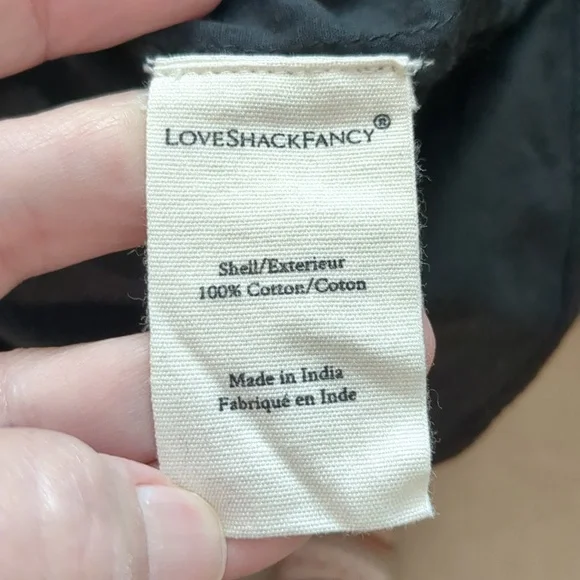 LOVESHACKFANCY®
Shell/Exterieur
100% Cotton/Coton
Made in India
Fabriqué en Inde